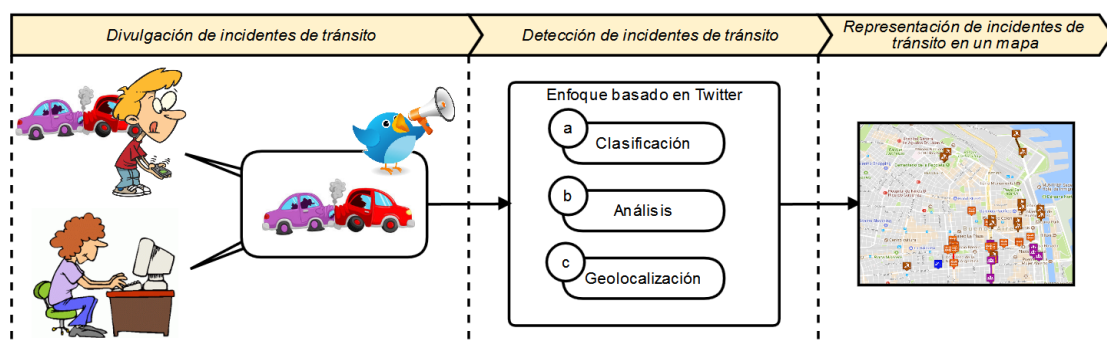 Divulgación de incidentes de tránsito
Detección de incidentes de tránsito
Representación de incidentes de
tránsito en un mapa
Enfoque basado en Twitter
a
Clasificación
b
Análisis
c
Geolocalización